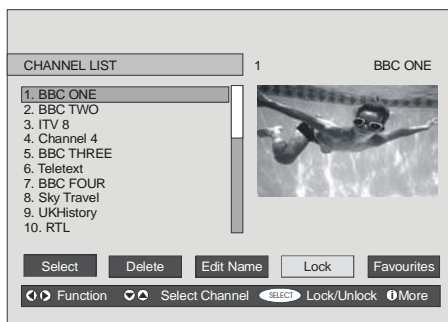 CHANNEL LIST
1 BBC ONE
1. BBC ONE
2. BBC TWO
3. ITV 8
4. Channel 4
5. BBC THREE
6. Teletext
7. BBC FOUR
8. Sky Travel
9. UKHistory
10. RTL
Select Delete Edit Name Lock Favourites
Function Select Channel SELECT Lock/Unlock i More